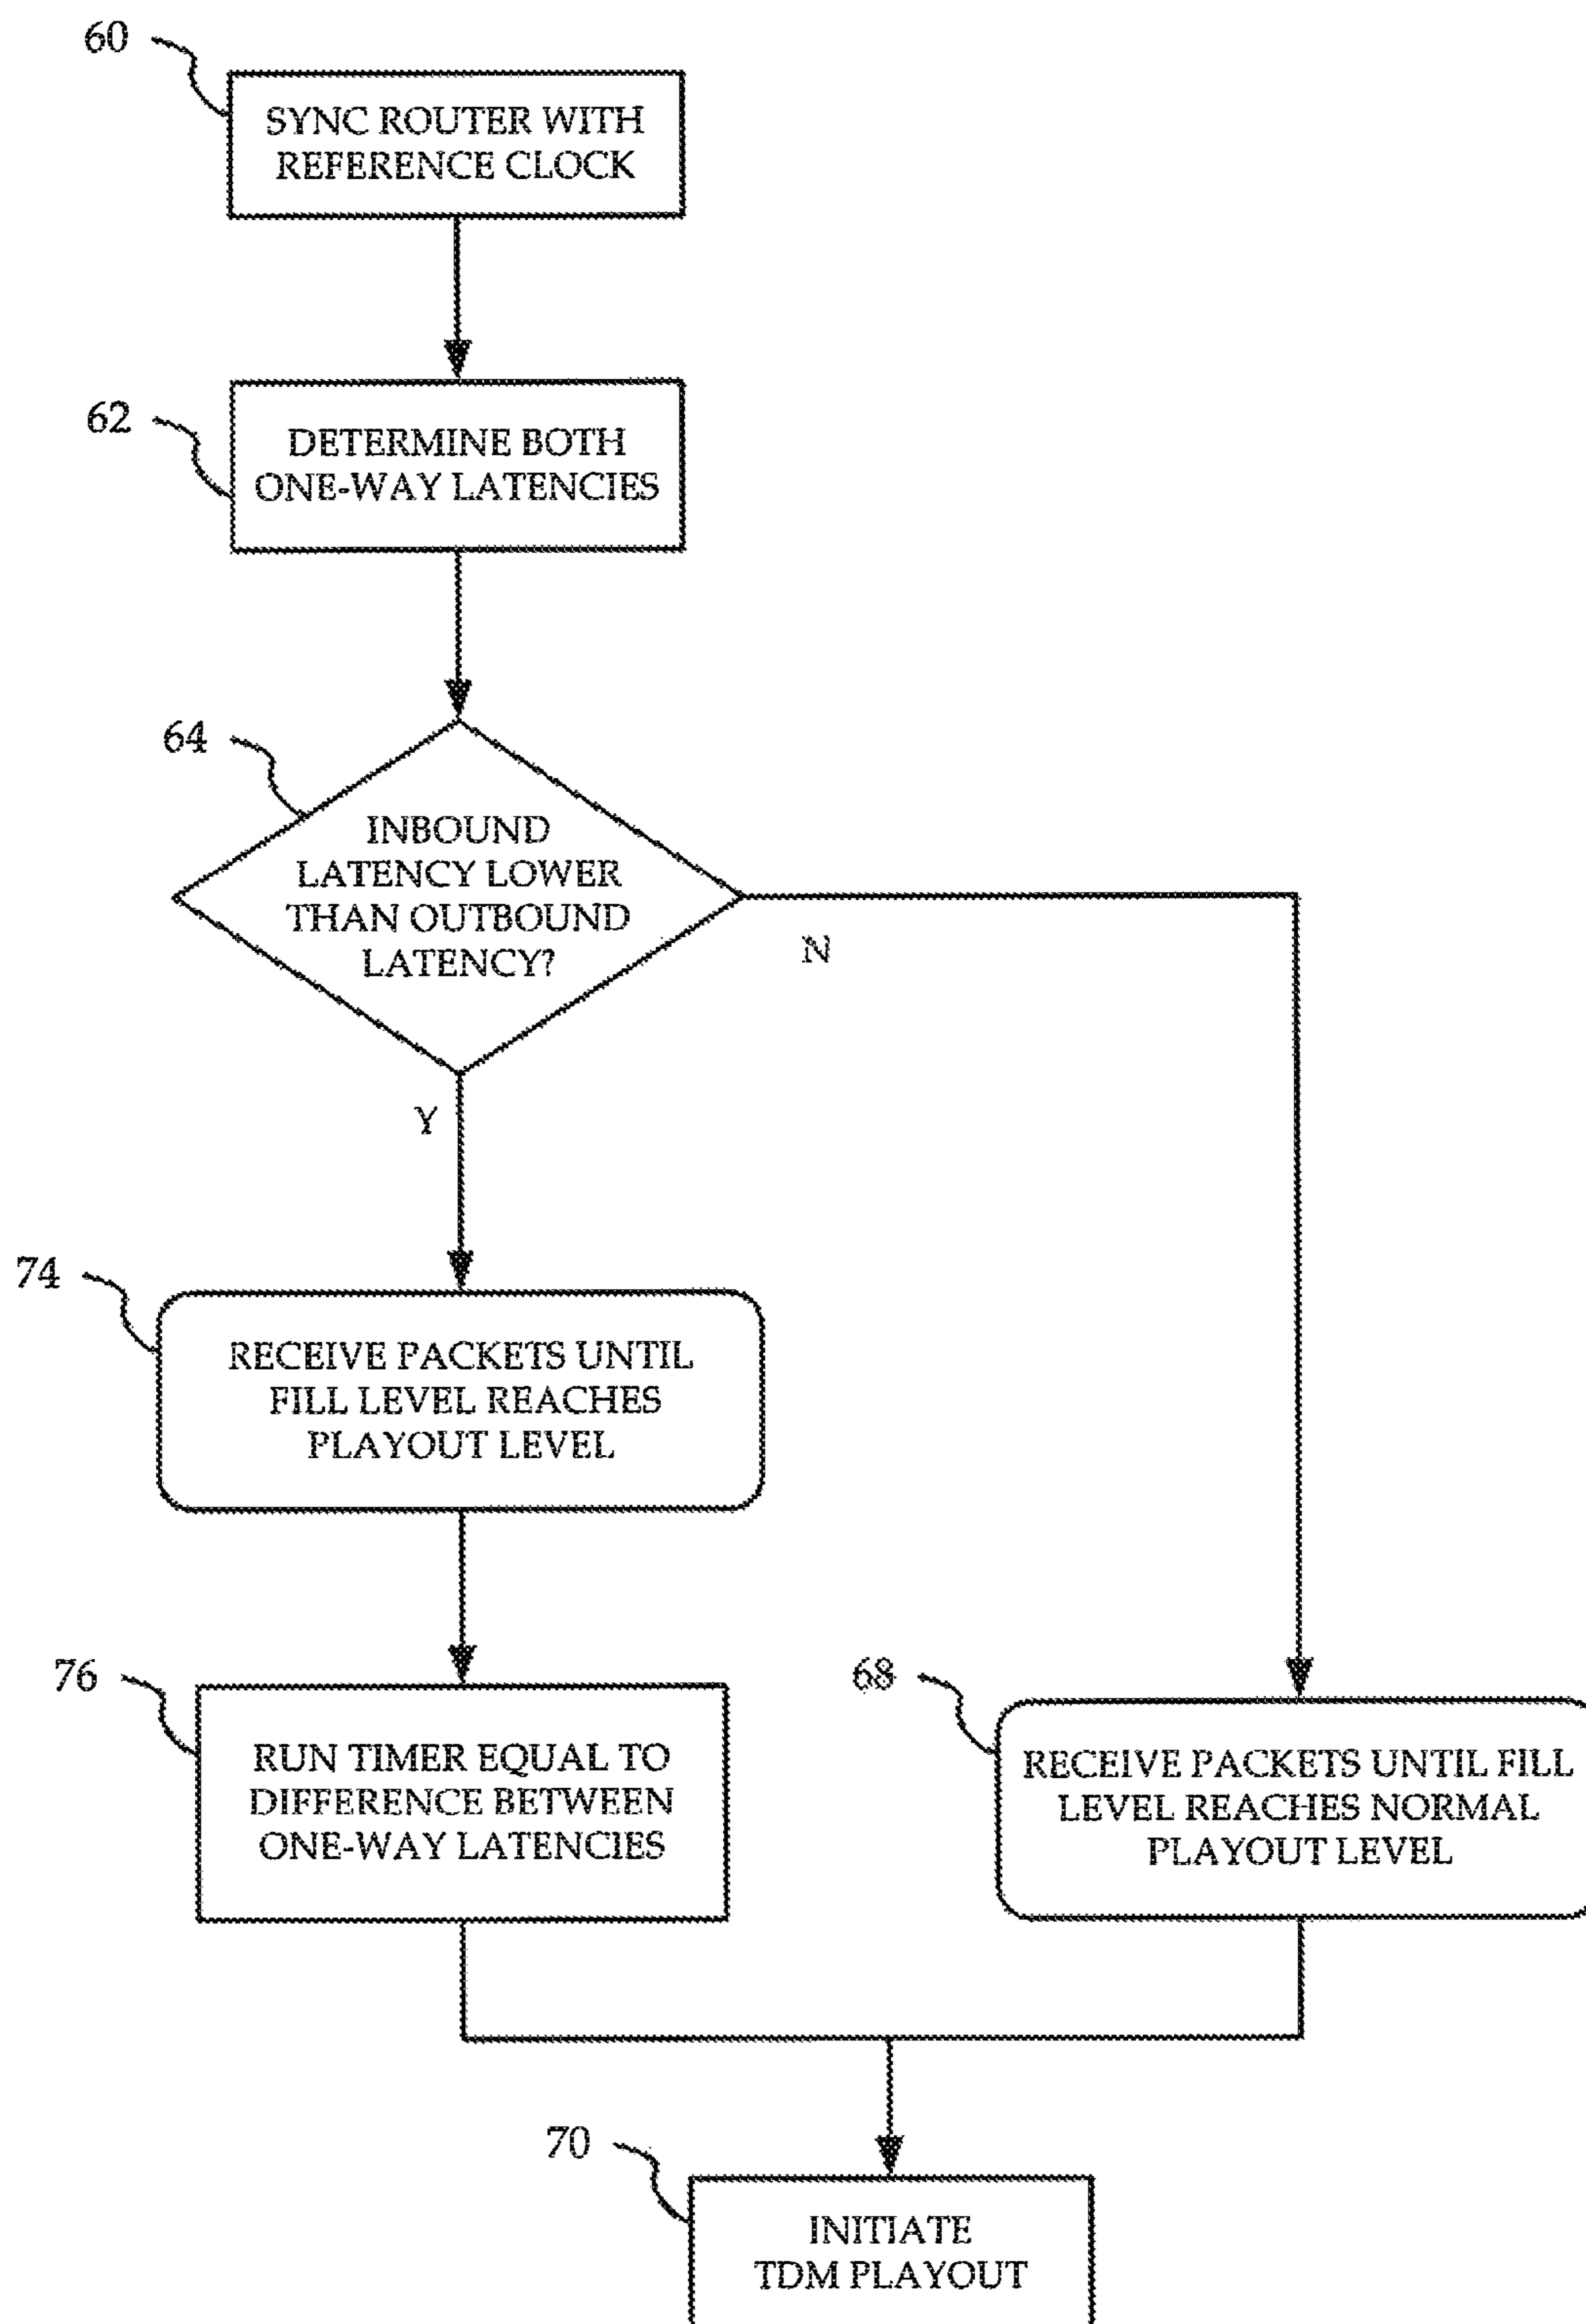 60
SYNC ROUTER WITH
REFERENCE CLOCK
62
DETERMINE BOTH
ONE-WAY LATENCIES
64
INBOUND
LATENCY LOWER
THAN OUTBOUND
LATENCY?
N
Y
74
RECEIVE PACKETS UNTIL
FILL LEVEL REACHES
PLAYOUT LEVEL
76
RUN TIMER EQUAL TO
DIFFERENCE BETWEEN
ONE-WAY LATENCIES
68
RECEIVE PACKETS UNTIL FILL
LEVEL REACHES NORMAL
PLAYOUT LEVEL
70
INITIATE
TDM PLAYOUT